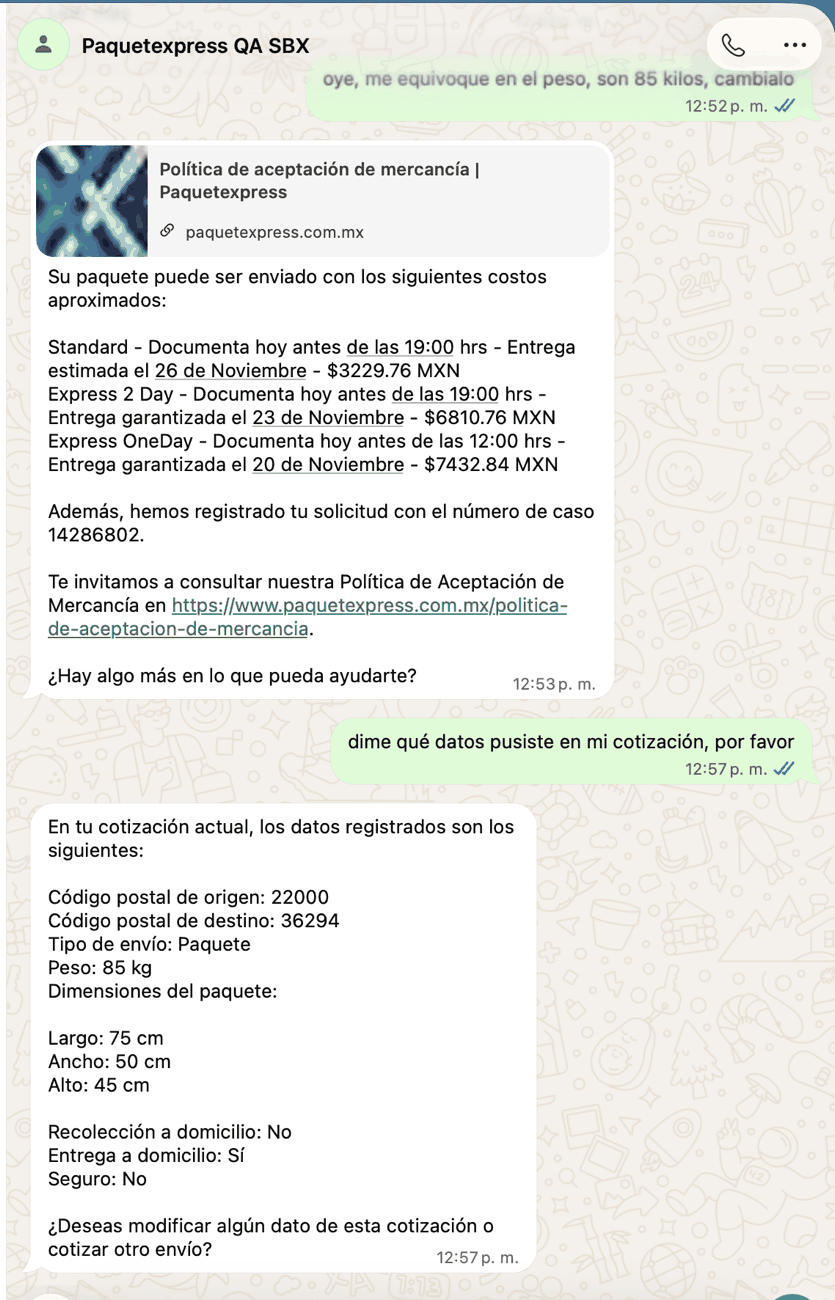 Paquetexpress QA SBX
oye, me equivoque en el peso, son 85 kilos, cambialo
12:52 p. m.
Política de aceptación de mercancía |
Paquetexpress
paquetexpress.com.mx
Su paquete puede ser enviado con los siguientes costos
aproximados:
Standard - Documenta hoy antes de las 19:00 hrs - Entrega
estimada el 26 de Noviembre - $3229.76 MXN
Express 2 Day - Documenta hoy antes de las 19:00 hrs -
Entrega garantizada el 23 de Noviembre - $6810.76 MXN
Express OneDay - Documenta hoy antes de las 12:00 hrs -
Entrega garantizada el 20 de Noviembre - $7432.84 MXN
Además, hemos registrado tu solicitud con el número de caso
14286802.
Te invitamos a consultar nuestra Política de Aceptación de
Mercancía en https://www.paquetexpress.com.mx/politica-
de-aceptacion-de-mercancia.
¿Hay algo más en lo que pueda ayudarte?
12:53 p. m.
dime qué datos pusiste en mi cotización, por favor
12:57 p. m.
En tu cotización actual, los datos registrados son los
siguientes:
Código postal de origen: 22000
Código postal de destino: 36294
Tipo de envío: Paquete
Peso: 85 kg
Dimensiones del paquete:
Largo: 75 cm
Ancho: 50 cm
Alto: 45 cm
Recolección a domicilio: No
Entrega a domicilio: Sí
Seguro: No
¿Deseas modificar algún dato de esta cotización o
cotizar otro envío?
12:57 p. m.